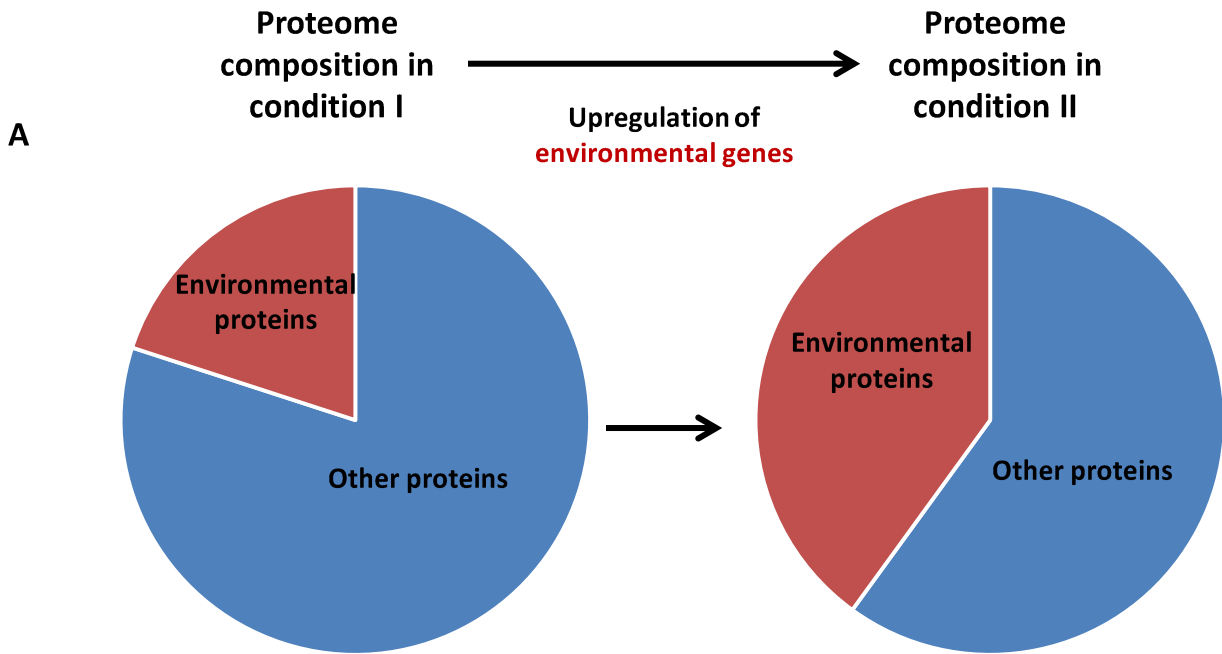 Proteome
composition in
condition I
Proteome
composition in
condition II
A
Upregulation of
environmental genes
Environmental
proteins
Other proteins
Environmental
proteins
Other proteins